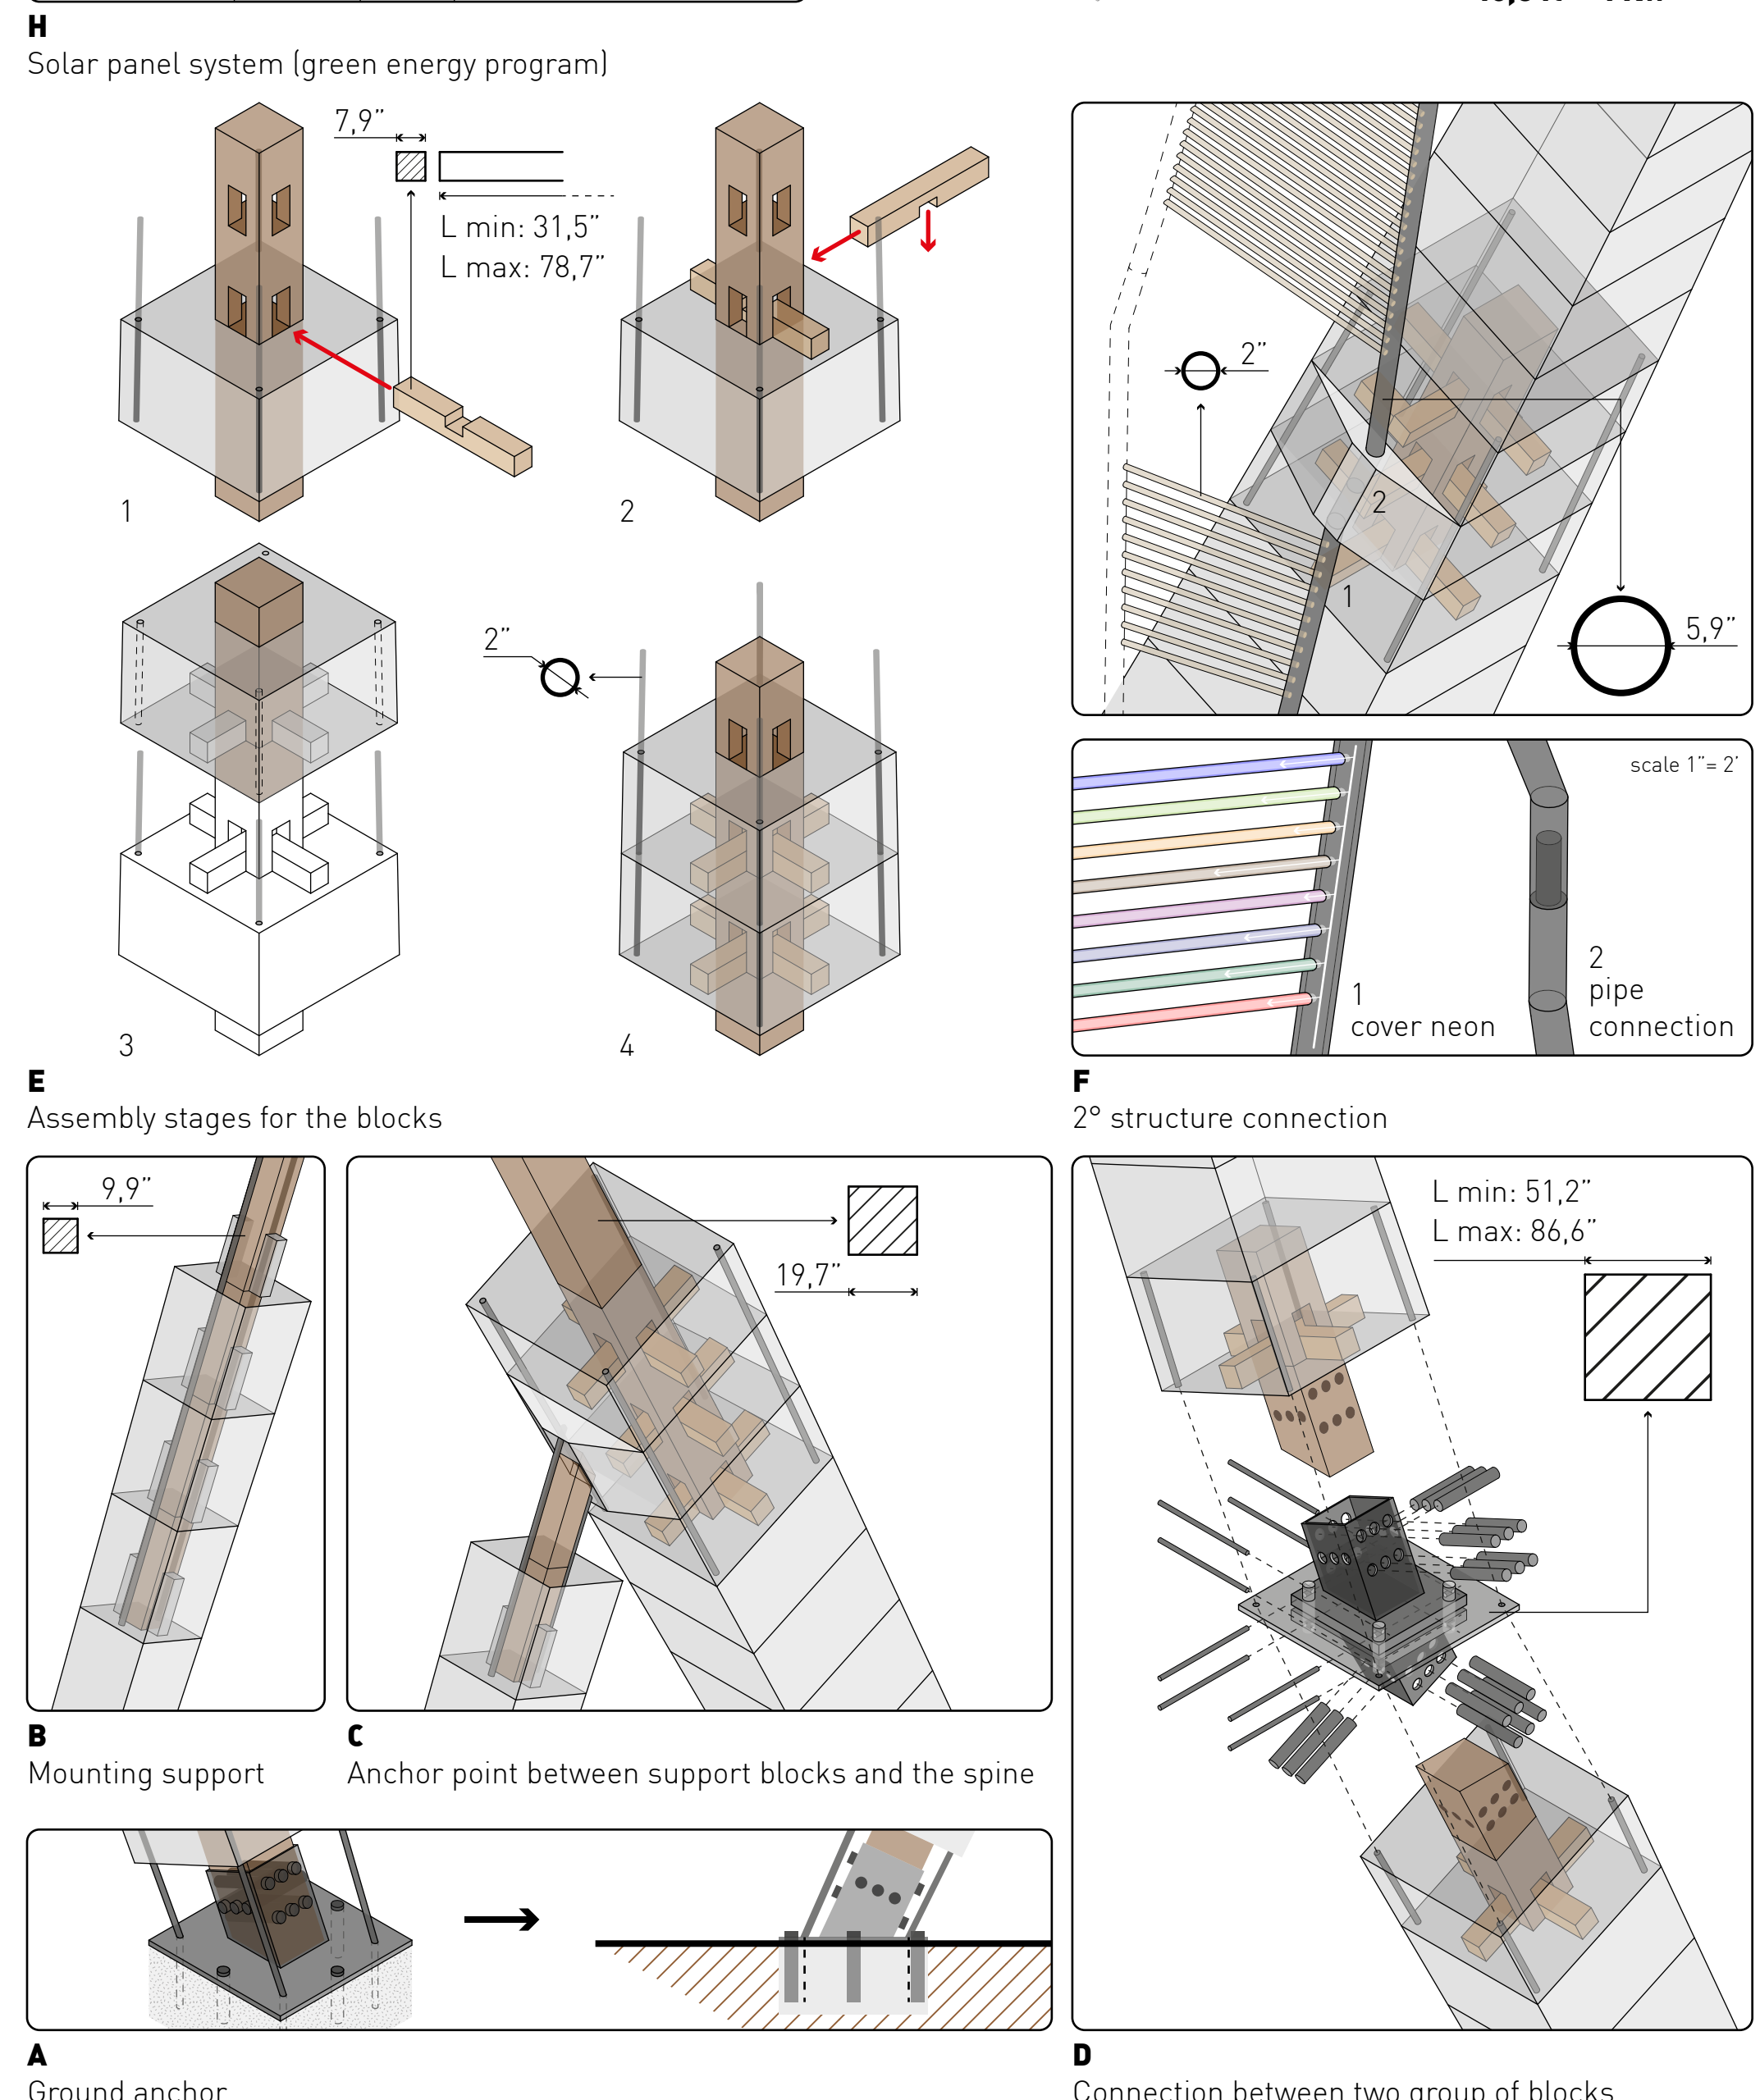 H
Solar panel system (green energy program)
7,9”
L min: 31,5”
L max: 78,7”
1
2
2”
3
4
E
Assembly stages for the blocks
2”
2
1
5,9”
scale 1”= 2’
1
cover neon
2
pipe
connection
F
2° structure connection
9,9”
B
Mounting support
19,7”
C
Anchor point between support blocks and the spine
L min: 51,2”
L max: 86,6”
A
Ground anchor
D
Connection between two group of blocks